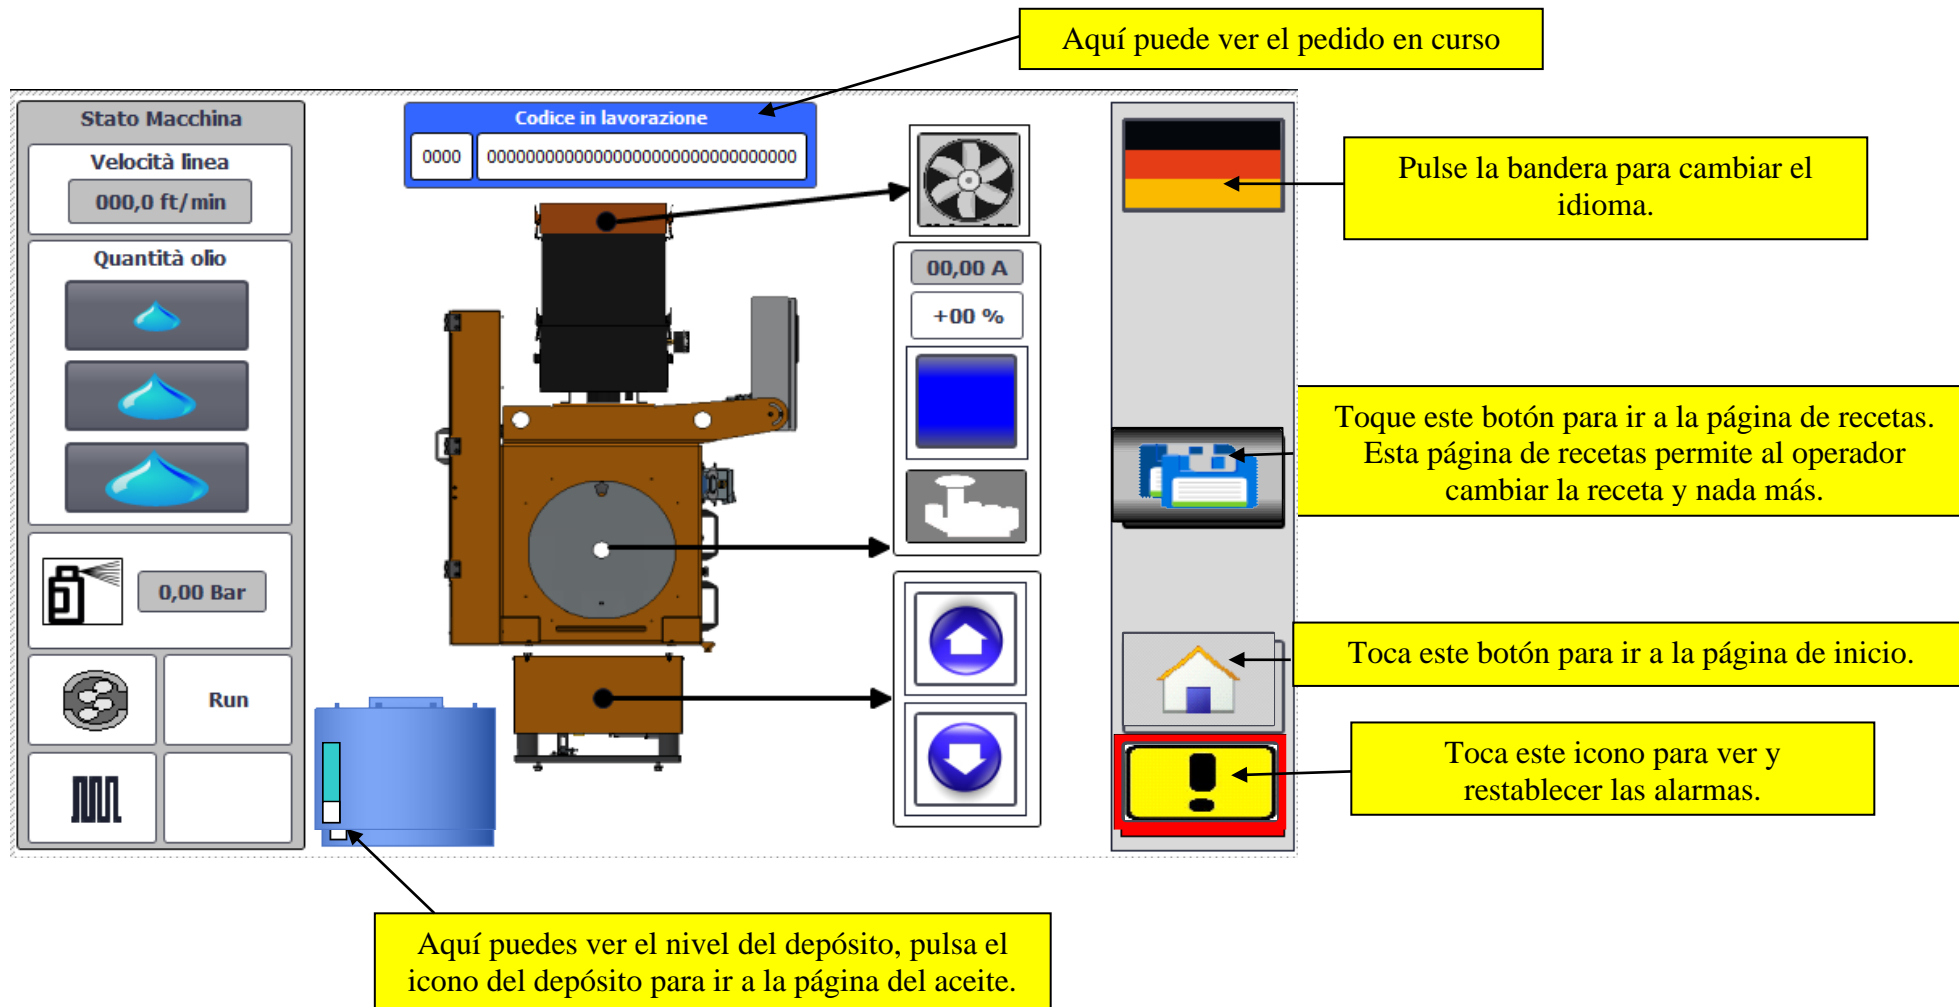 Aquí puede ver el pedido en curso
Stato Macchina
Velocità linea
000,0 ft/min
Quantità olio
0,00 Bar
Run
Codice in lavorazione
0000
00000000000000000000000000000000
00,00 A
+00 %
Pulse la bandera para cambiar el
idioma.
Toque este botón para ir a la página de recetas.
Esta página de recetas permite al operador
cambiar la receta y nada más.
Toca este botón para ir a la página de inicio.
Toca este icono para ver y
restablecer las alarmas.
Aquí puedes ver el nivel del depósito, pulsa el
icono del depósito para ir a la página del aceite.